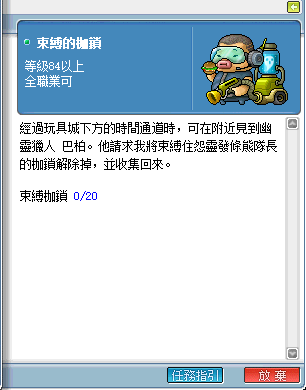 束縛的枷鎖
等級84以上
全職業可
經過玩具城下方的時間通道時，可在附近見到幽
靈獵人 巴柏。他請求我將束縛住怨靈發條熊隊長
的枷鎖解除掉，並收集回來。
束縛枷鎖 0/20
任務指引 放 棄